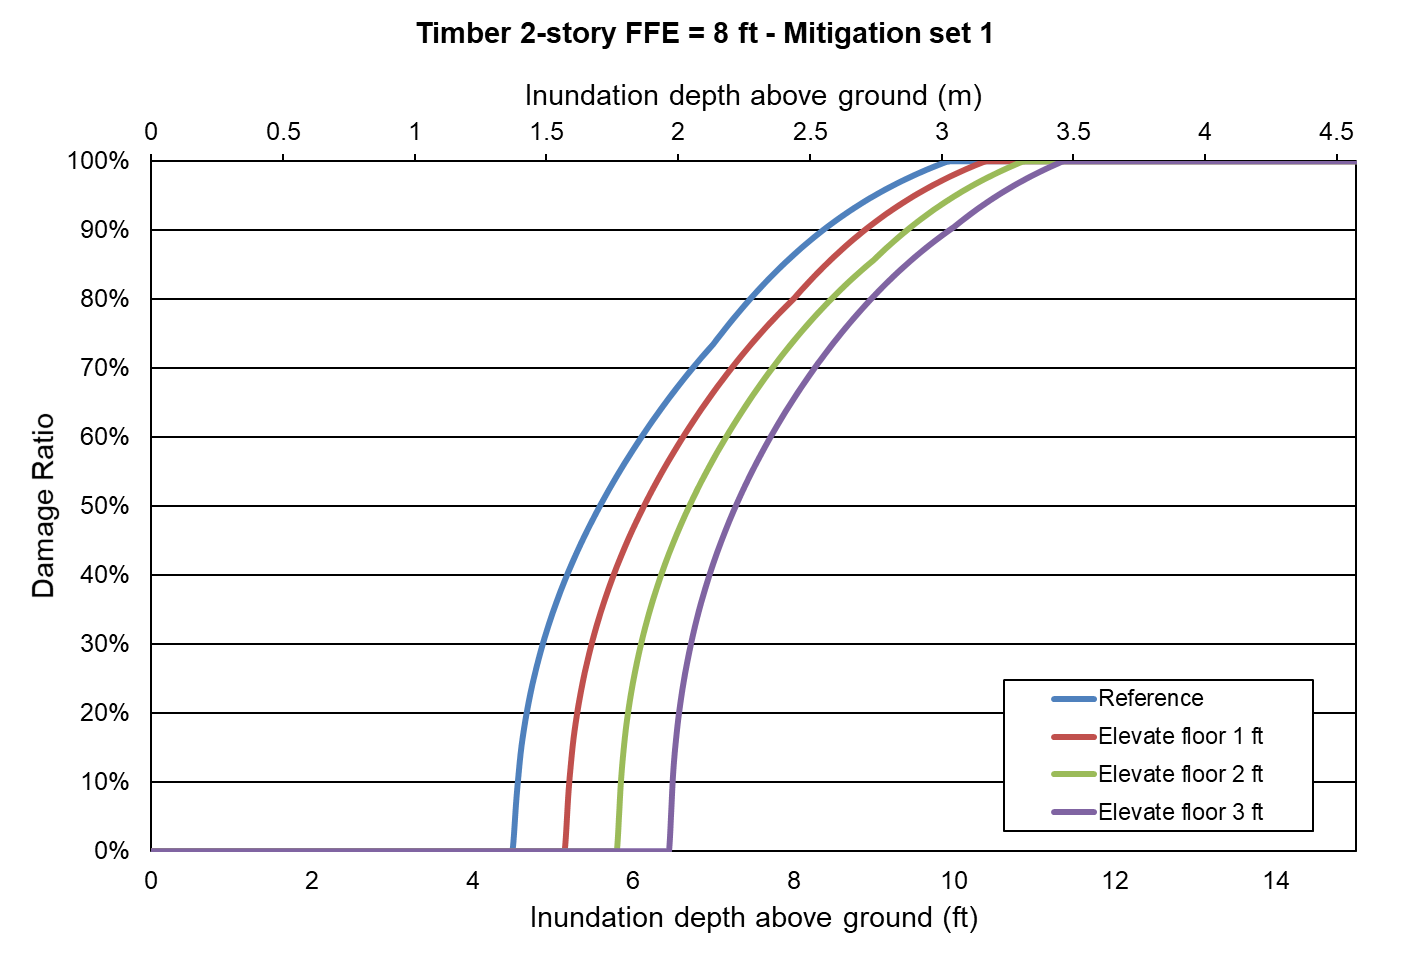 Timber 2-story FFE = 8 ft - Mitigation set 1
Inundation depth above ground (m)
0 0.5 1 1.5 2 2.5 3 3.5 4 4.5
100%
90%
80%
70%
60%
50%
40%
30%
20%
10%
0%
Damage Ratio
Reference
Elevate floor 1 ft
Elevate floor 2 ft
Elevate floor 3 ft
0 2 4 6 8 10 12 14
Inundation depth above ground (ft)